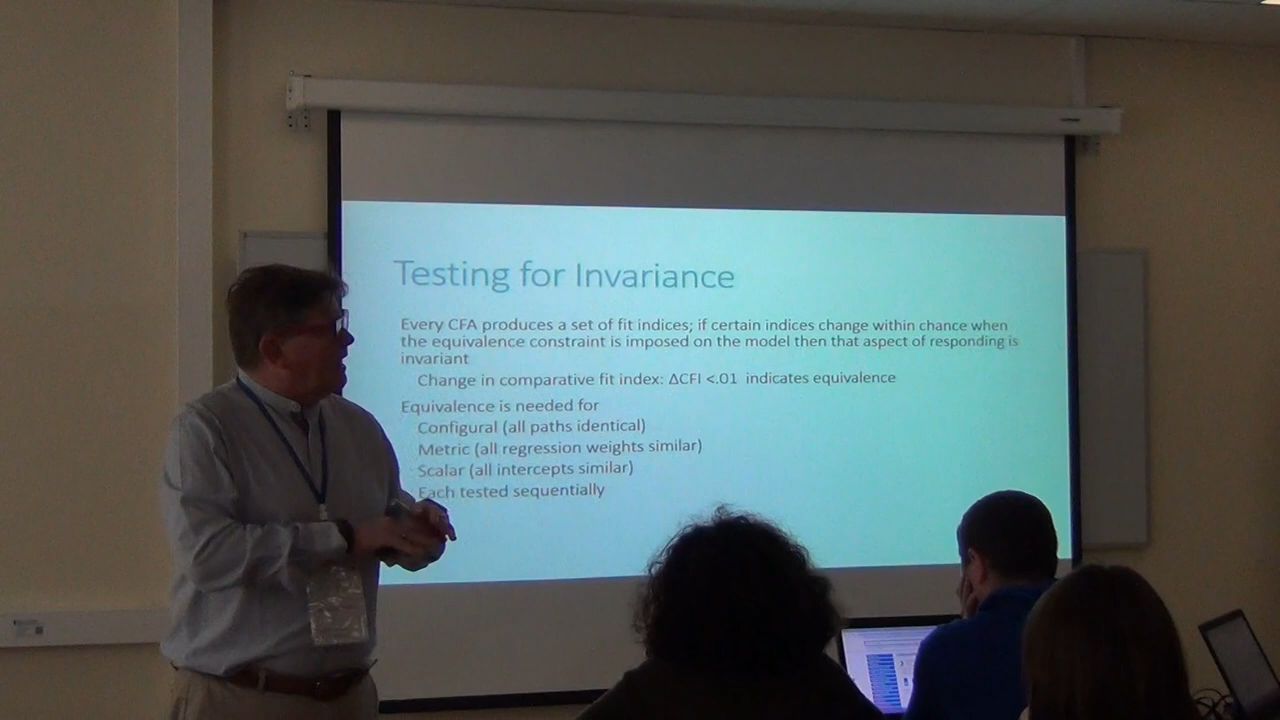 Testing for Invariance
Every CFA produces a set of fit indices; if certain indices change within chance when
the equivalence constraint is imposed on the model then that aspect of responding is
invariant
Change in comparative fit index: ΔCFI <.01 indicates equivalence
Equivalence is needed for
Configural (all paths identical)
Metric (all regression weights similar)
Scalar (all intercepts similar)
Each tested sequentially